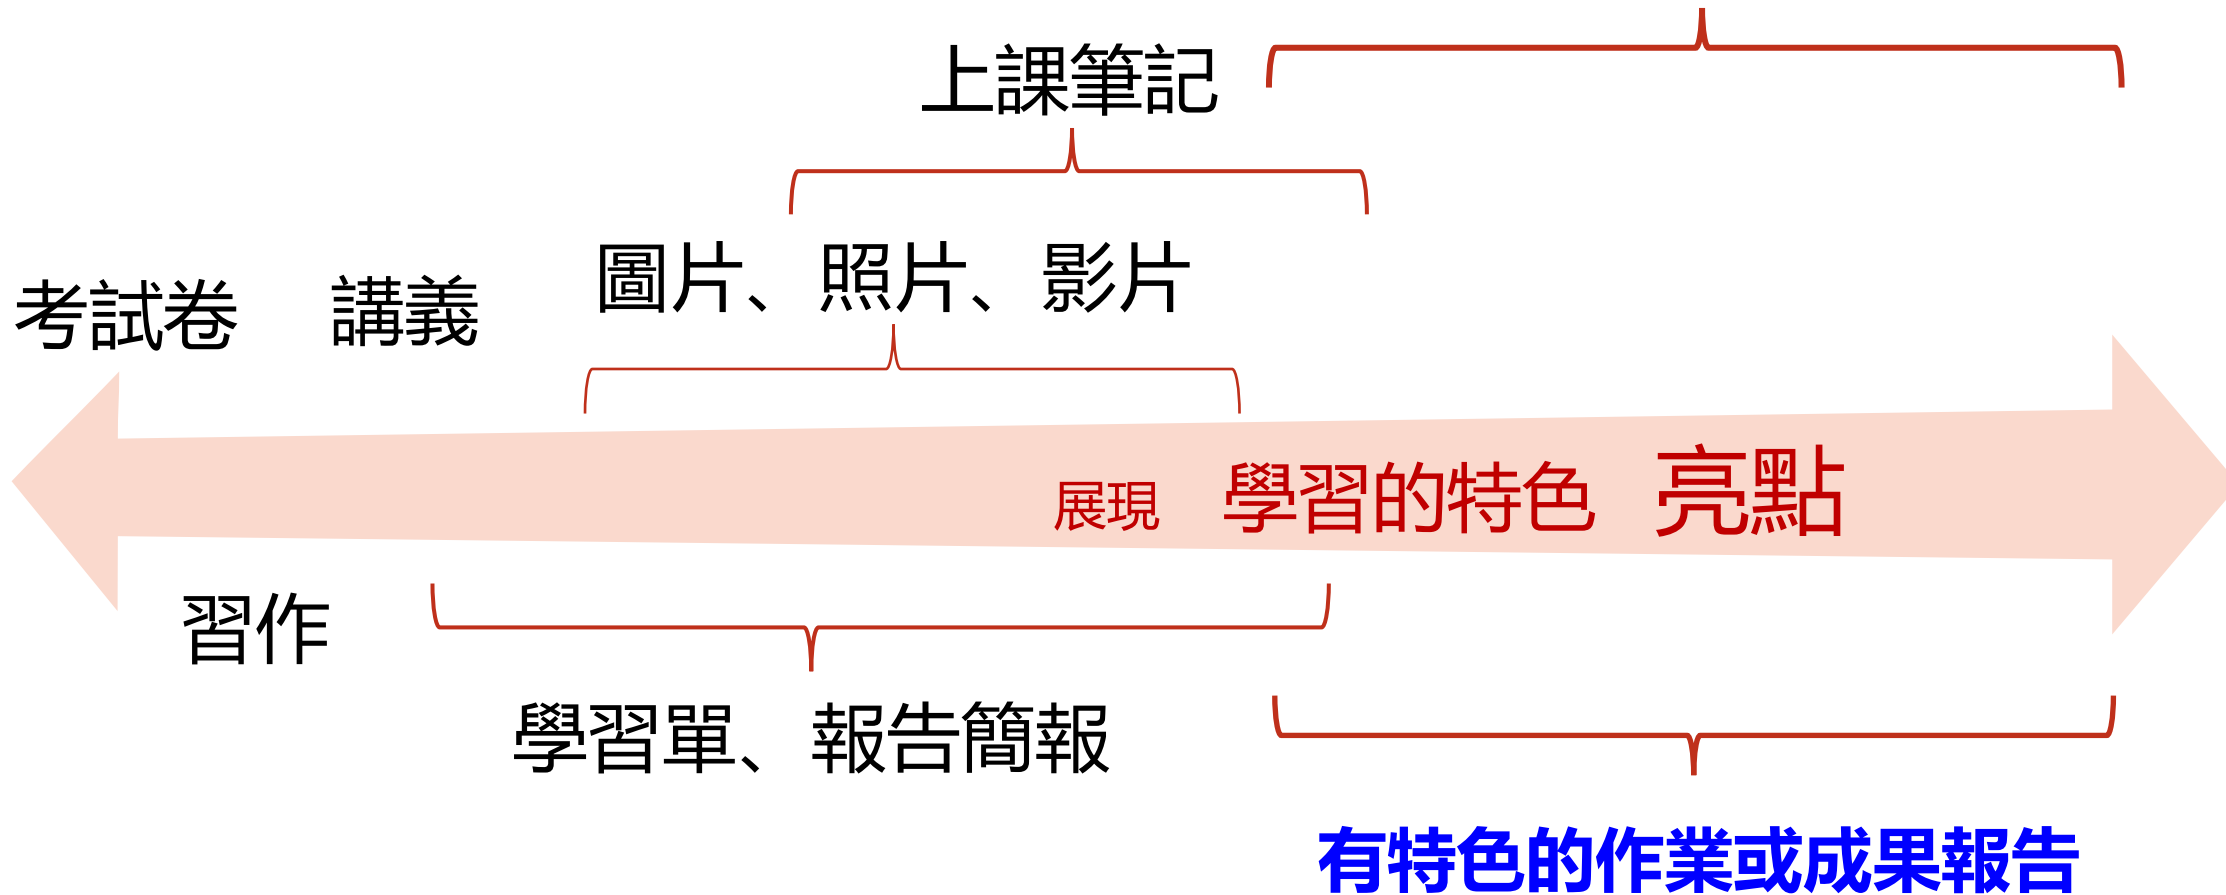 上課筆記
圖片、照片、影片
考試卷
講義
展現 學習的特色 亮點
習作
學習單、報告簡報
有特色的作業或成果報告